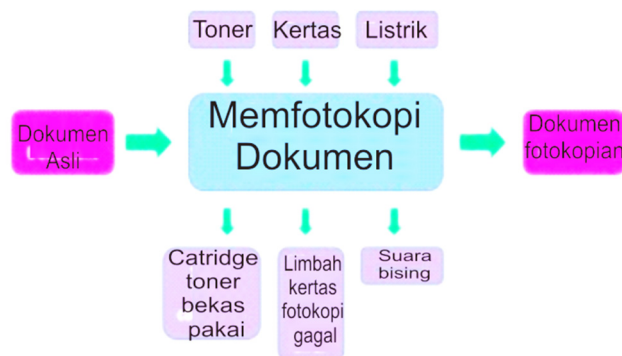 Toner
Kertas
Listrik
Dokumen
Asli
Memfotokopi
Dokumen
Dokumen
fotokopian
Catridge
toner
bekas
pakai
Limbah
kertas
fotokopi
gagal
Suara
bising